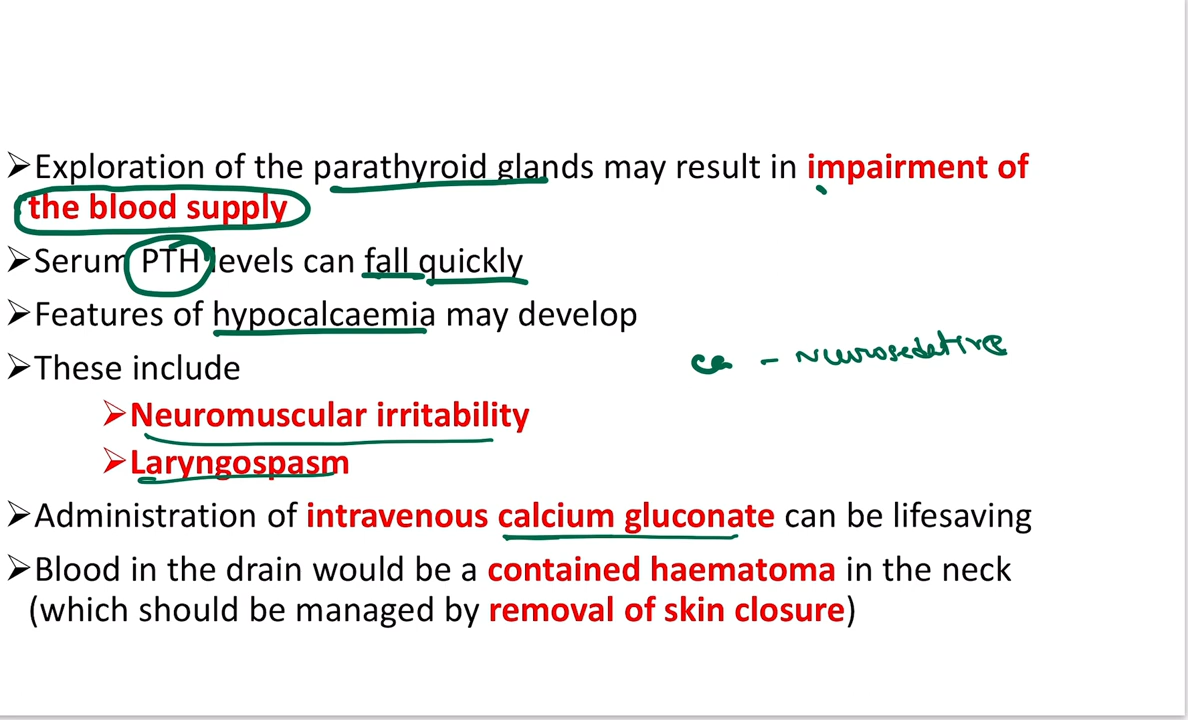 ➢Exploration of the parathyroid glands may result in impairment of
the blood supply
➢Serum PTH levels can fall quickly
➢Features of hypocalcaemia may develop
ca - Neurosedative
➢These include
➢Neuromuscular irritability
➢Laryngospasm
➢Administration of intravenous calcium gluconate can be lifesaving
➢Blood in the drain would be a contained haematoma in the neck
(which should be managed by removal of skin closure)